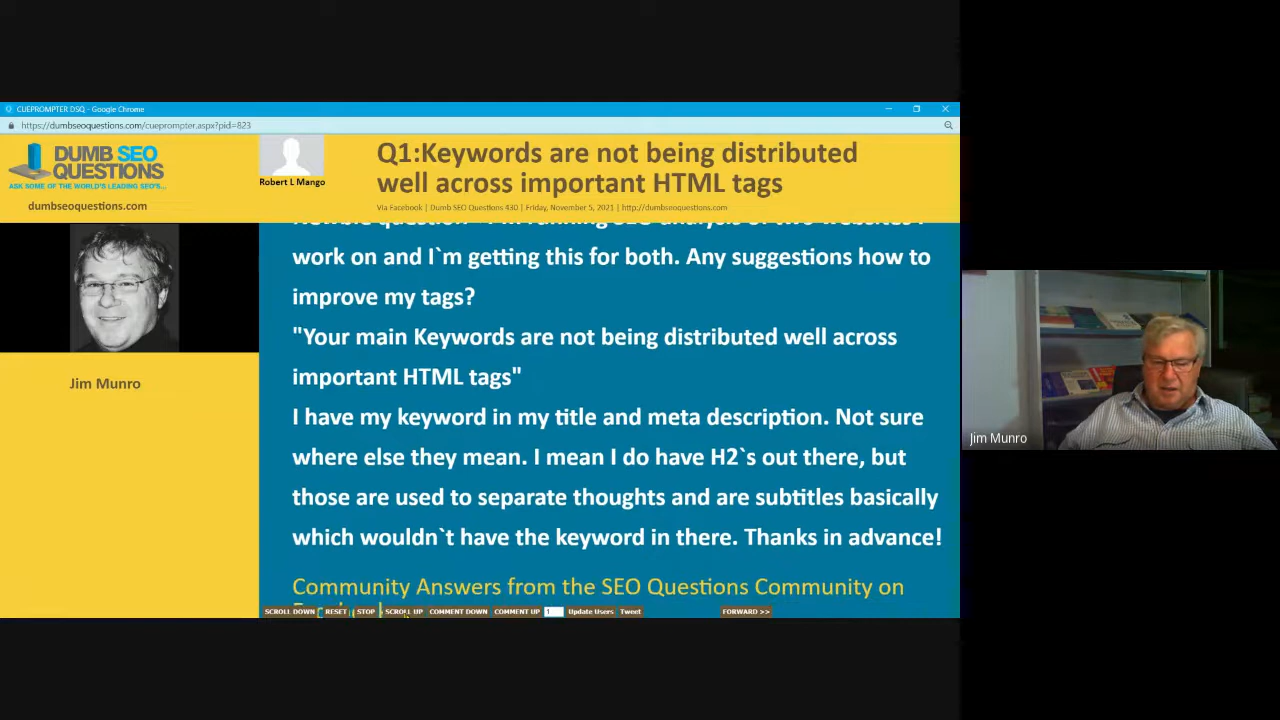 CUEPROMPTER DSQ - Google Chrome
https://dumbseoquestions.com/cueprompter.aspx?pid=823
DUMB SEO
QUESTIONS
ASK SOME OF THE WORLD'S LEADING SEO'S...
dumbseoquestions.com
Robert L Mango
Q1:Keywords are not being distributed
well across important HTML tags
Via Facebook | Dumb SEO Questions 430 | Friday, November 5, 2021 | http://dumbseoquestions.com
Jim Munro
work on and I`m getting this for both. Any suggestions how to
improve my tags?
"Your main Keywords are not being distributed well across
important HTML tags"
I have my keyword in my title and meta description. Not sure
where else they mean. I mean I do have H2`s out there, but
those are used to separate thoughts and are subtitles basically
which wouldn`t have the keyword in there. Thanks in advance!
Community Answers from the SEO Questions Community on
SCROLL DOWN RESET STOP SCROLL UP COMMENT DOWN COMMENT UP 1 Update Users Tweet FORWARD >>
Jim Munro